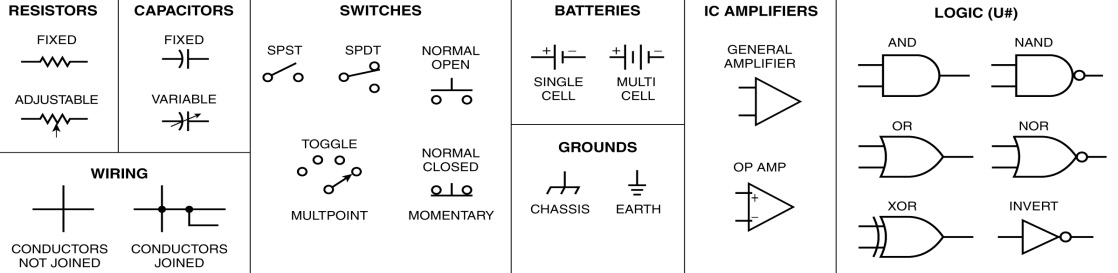 RESISTORS
FIXED
ADJUSTABLE
CAPACITORS
FIXED
VARIABLE
WIRING
CONDUCTORS
NOT JOINED
CONDUCTORS
JOINED
SWITCHES
SPST
SPDT
NORMAL
OPEN
TOGGLE
MULTPOINT
NORMAL
CLOSED
MOMENTARY
BATTERIES
+ −
SINGLE
CELL
+ −
MULTI
CELL
GROUNDS
CHASSIS
EARTH
IC AMPLIFIERS
GENERAL
AMPLIFIER
OP AMP
+
−
LOGIC (U#)
AND
NAND
OR
NOR
XOR
INVERT